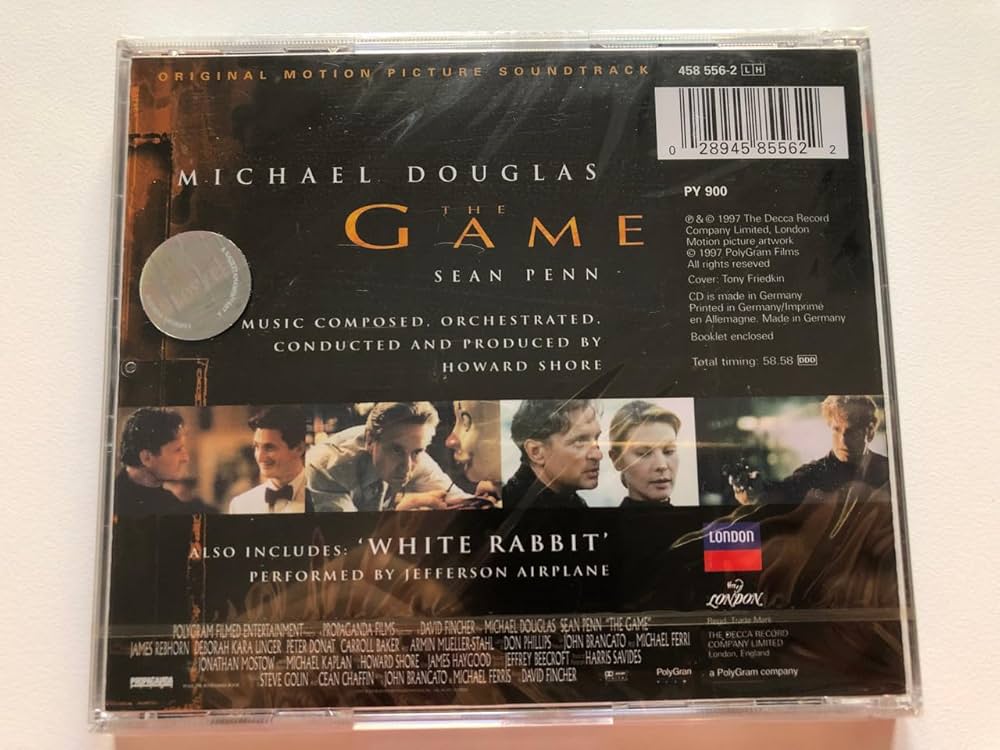 ORIGINAL MOTION PICTURE SOUNDTRACK
458 556-2 LH
0 28945 85562 2
MICHAEL DOUGLAS
THE
GAME
SEAN PENN
MUSIC COMPOSED, ORCHESTRATED,
CONDUCTED AND PRODUCED BY
HOWARD SHORE
PY 900
℗ & © 1997 The Decca Record
Company Limited, London
Motion picture artwork
© 1997 PolyGram Films
All rights reseved
Cover: Tony Friedkin
CD is made in Germany
Printed in Germany/Imprimé
en Allemagne. Made in Germany
Booklet enclosed
Total timing: 58.58 DDD
ALSO INCLUDES: 'WHITE RABBIT'
PERFORMED BY JEFFERSON AIRPLANE
LONDON
LONDON
Regd. Trade Mark
THE DECCA RECORD
COMPANY LIMITED
London, England
a PolyGram company
POLYGRAM FILMED ENTERTAINMENT PROPAGANDA FILMS DAVID FINCHER MICHAEL DOUGLAS SEAN PENN "THE GAME"
JAMES REBHORN DEBORAH KARA UNGER PETER DONAT CARROLL BAKER ARMIN MUELLER-STAHL DON PHILLIPS JOHN BRANCATO MICHAEL FERRI
JONATHAN MOSTOW MICHAEL KAPLAN HOWARD SHORE JAMES HAYGOOD JEFFREY BEECROFT HARRIS SAVIDES
STEVE GOLIN CEAN CHAFFIN JOHN BRANCATO MICHAEL FERRIS DAVID FINCHER
PROPAGANDA
PolyGran